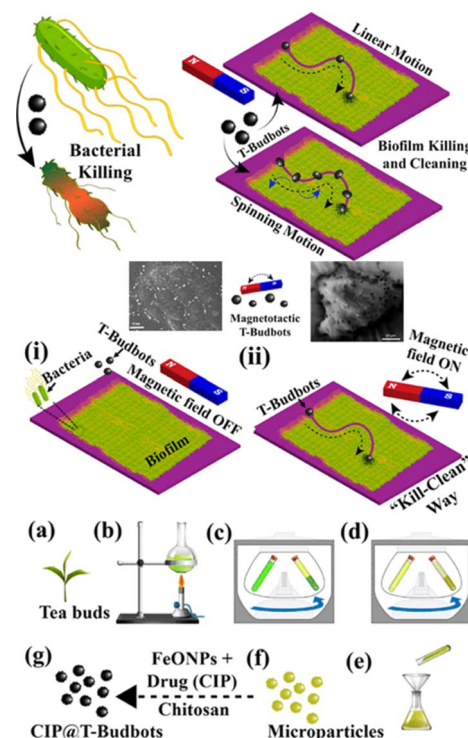 N
S
Linear Motion
Bacterial
Killing
T-Budbots
Biofilm Killing
and Cleaning
Spinning Motion
N
S
Magnetotactic
T-Budbots
(i)
T-Budbots
Bacteria
N
S
Magnetic
field OFF
Biofilm
(ii)
Magnetic
field ON
T-Budbots
N
S
"Kill-Clean"
Way
(a)
(b)
(c)
(d)
Tea buds
(g)
FeONPs +
Drug (CIP)
Chitosan
(f)
(e)
CIP@T-Budbots
Microparticles